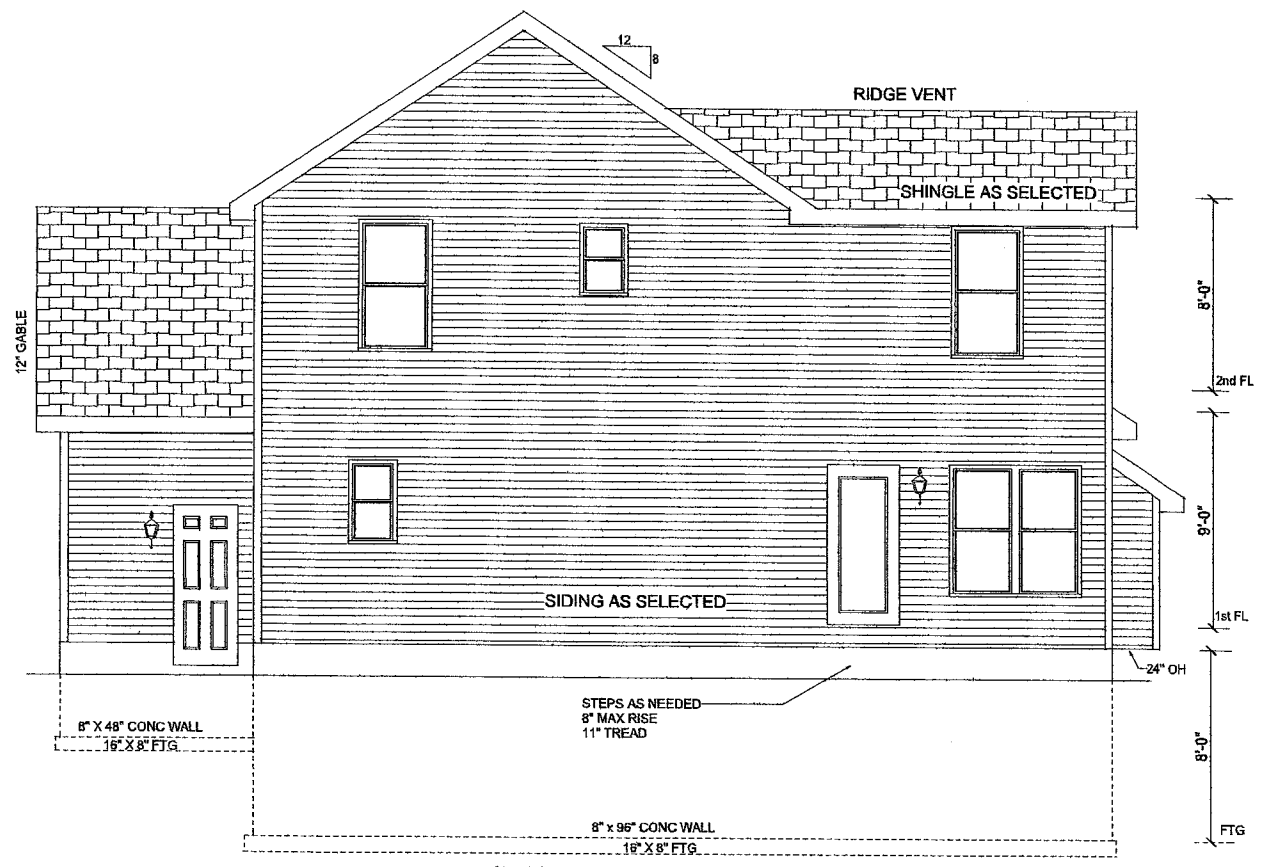 12
8
RIDGE VENT
SHINGLE AS SELECTED
12" GABLE
8'-0"
2nd FL
9'-0"
SIDING AS SELECTED
1st FL
24" OH
STEPS AS NEEDED
8" MAX RISE
11" TREAD
8" X 48" CONC WALL
16" X 8" FTG
8'-0"
8" x 96" CONC WALL
16" X 8" FTG
FTG